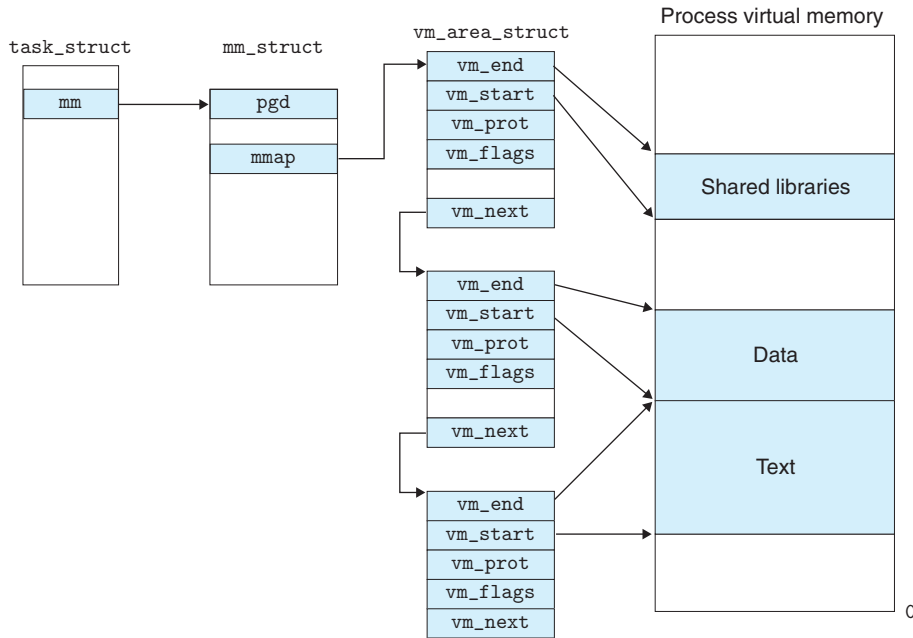 task_struct
mm
mm_struct
pgd
mmap
vm_area_struct
vm_end
vm_start
vm_prot
vm_flags
vm_next
vm_end
vm_start
vm_prot
vm_flags
vm_next
vm_end
vm_start
vm_prot
vm_flags
vm_next
Process virtual memory
Shared libraries
Data
Text
0